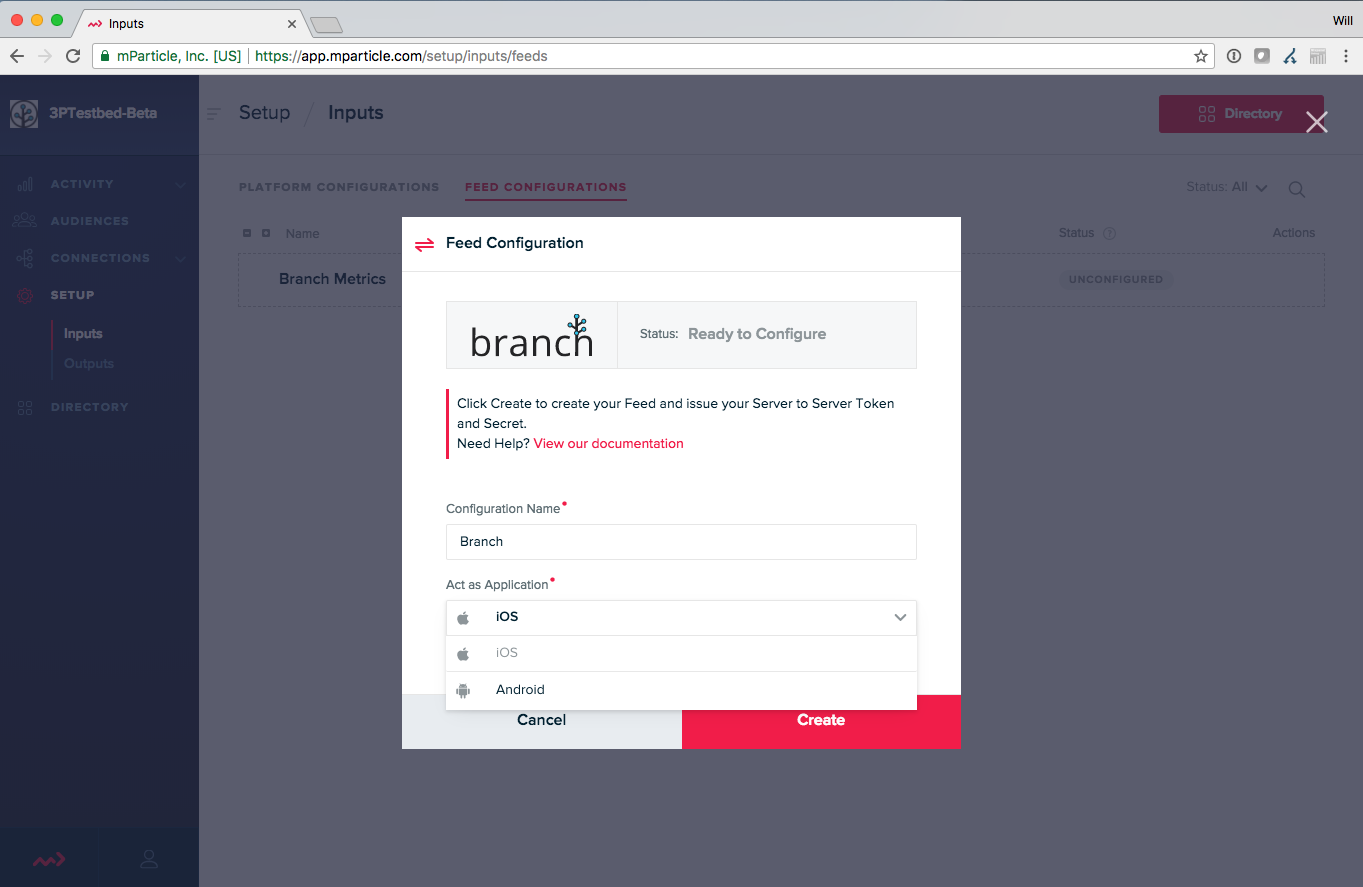 Inputs
Will
mParticle, Inc. [US] https://app.mparticle.com/setup/inputs/feeds
3PTestbed-Beta
Setup / Inputs
Directory
ACTIVITY
AUDIENCES
CONNECTIONS
SETUP
Inputs
Outputs
DIRECTORY
PLATFORM CONFIGURATIONS FEED CONFIGURATIONS
Status: All
Name Status Actions
Branch Metrics UNCONFIGURED
Feed Configuration
branch
Status: Ready to Configure
Click Create to create your Feed and issue your Server to Server Token
and Secret.
Need Help? View our documentation
Configuration Name
Branch
Act as Application
iOS
iOS
Android
Cancel Create